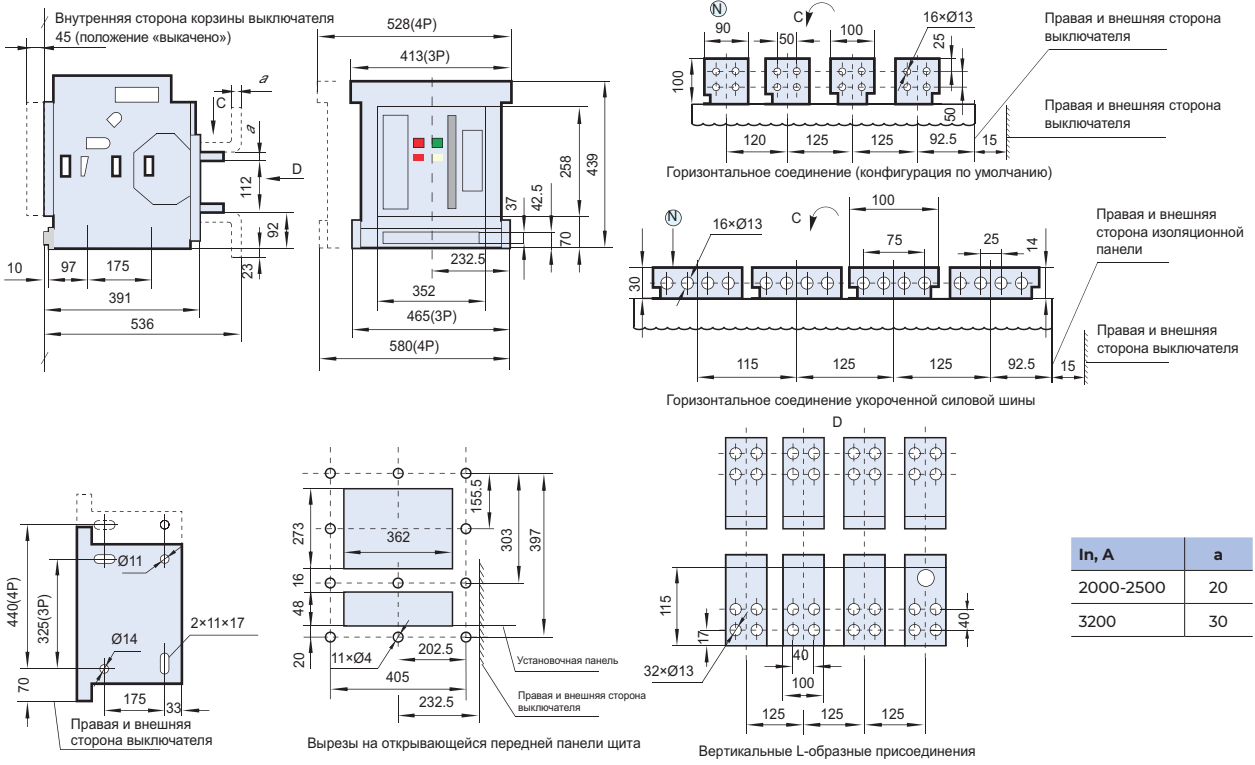 Внутренняя сторона корзины выключателя
45 (положение «выкачено»)
a
C
a
D
112
92
23
10
97
175
391
536
528(4P)
413(3P)
258
439
37
42.5
70
232.5
352
465(3P)
580(4P)
N
90
C
50
100
16×Ø13
25
100
50
120
125
125
92.5
15
Правая и внешняя сторона
выключателя
Правая и внешняя сторона
выключателя
Горизонтальное соединение (конфигурация по умолчанию)
N
16×Ø13
C
100
75
25
14
30
115
125
125
92.5
15
Правая и внешняя
сторона изоляционной
панели
Правая и внешняя
сторона выключателя
Горизонтальное соединение укороченной силовой шины
440(4P)
325(3P)
Ø11
Ø14
2×11×17
70
175
33
Правая и внешняя
сторона выключателя
273
362
155.5
303
397
16
48
20
11×Ø4
202.5
405
232.5
Установочная панель
Правая и внешняя сторона
выключателя
Вырезы на открывающейся передней панели щита
D
115
17
40
32×Ø13
40
100
125
125
125
Вертикальные L-образные присоединения
In, A a
2000-2500 20
3200 30